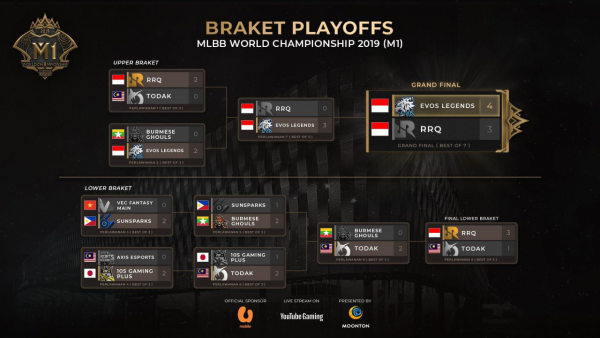 BRAKET PLAYOFFS
MLBB WORLD CHAMPIONSHIP 2019 (M1)
M1
UPPER BRAKET
RRQ 2
TODAK 0
BURMESE GHOULS 0
EVOS LEGENDS 2
RRQ 0
EVOS LEGENDS 3
GRAND FINAL
EVOS LEGENDS 4
RRQ 3
GRAND FINAL ( BEST OF 7 )
LOWER BRAKET
VEC FANTASY MAIN 0
SUNSPARKS 2
AXIS ESPORTS 0
10S GAMING PLUS 2
SUNSPARKS 1
BURMESE GHOULS 2
10S GAMING PLUS 1
TODAK 2
BURMESE GHOULS 0
TODAK 2
FINAL LOWER BRAKET
RRQ 3
TODAK 1
OFFICIAL SPONSOR
LIVE STREAM ON
PRESENTED BY
mobile
YouTube Gaming
MOONTON